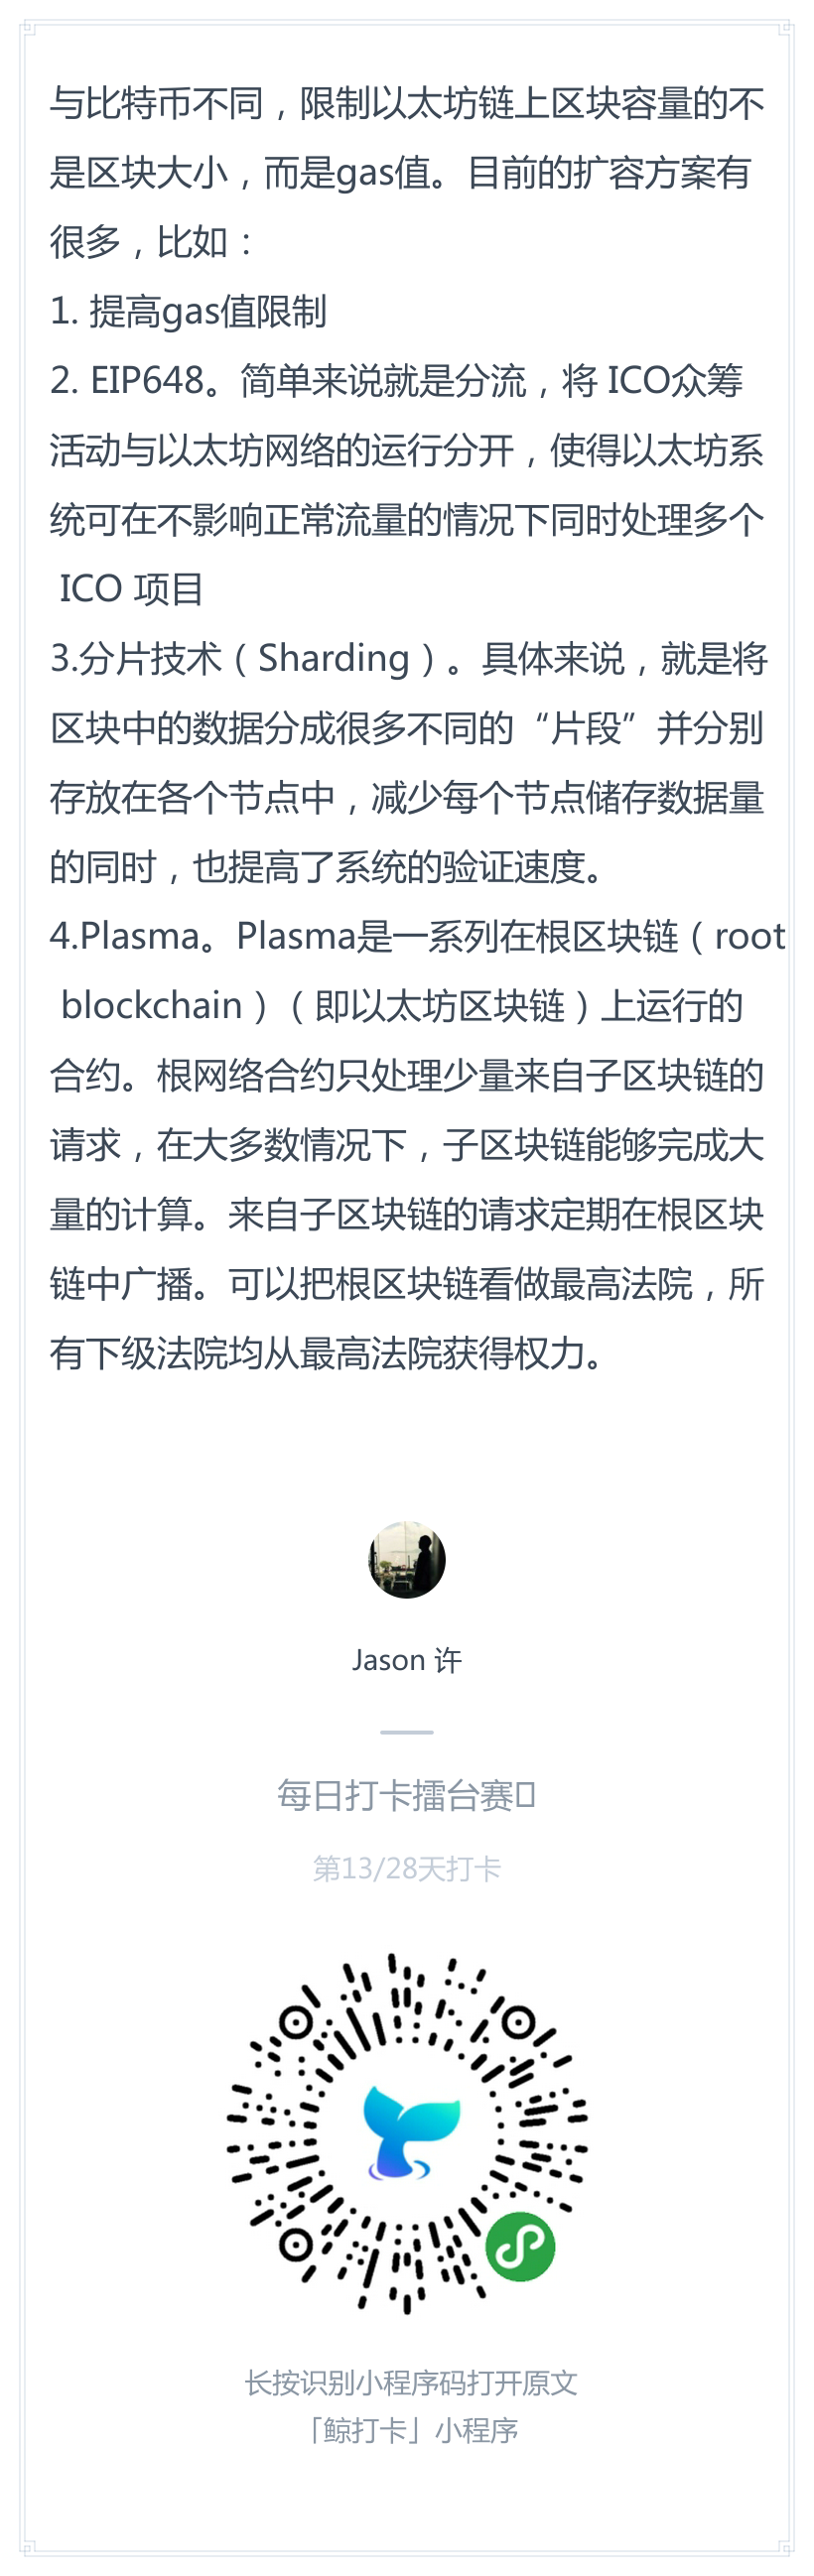 与比特币不同，限制以太坊链上区块容量的不
是区块大小，而是gas值。目前的扩容方案有
很多，比如：
1. 提高gas值限制
2. EIP648。简单来说就是分流，将 ICO众筹
活动与以太坊网络的运行分开，使得以太坊系
统可在不影响正常流量的情况下同时处理多个
ICO 项目
3.分片技术（Sharding）。具体来说，就是将
区块中的数据分成很多不同的“片段”并分别
存放在各个节点中，减少每个节点储存数据量
的同时，也提高了系统的验证速度。
4.Plasma。Plasma是一系列在根区块链（root
blockchain）（即以太坊区块链）上运行的
合约。根网络合约只处理少量来自子区块链的
请求，在大多数情况下，子区块链能够完成大
量的计算。来自子区块链的请求定期在根区块
链中广播。可以把根区块链看做最高法院，所
有下级法院均从最高法院获得权力。
Jason 许
每日打卡擂台赛
第13/28天打卡
长按识别小程序码打开原文
「鲸打卡」小程序